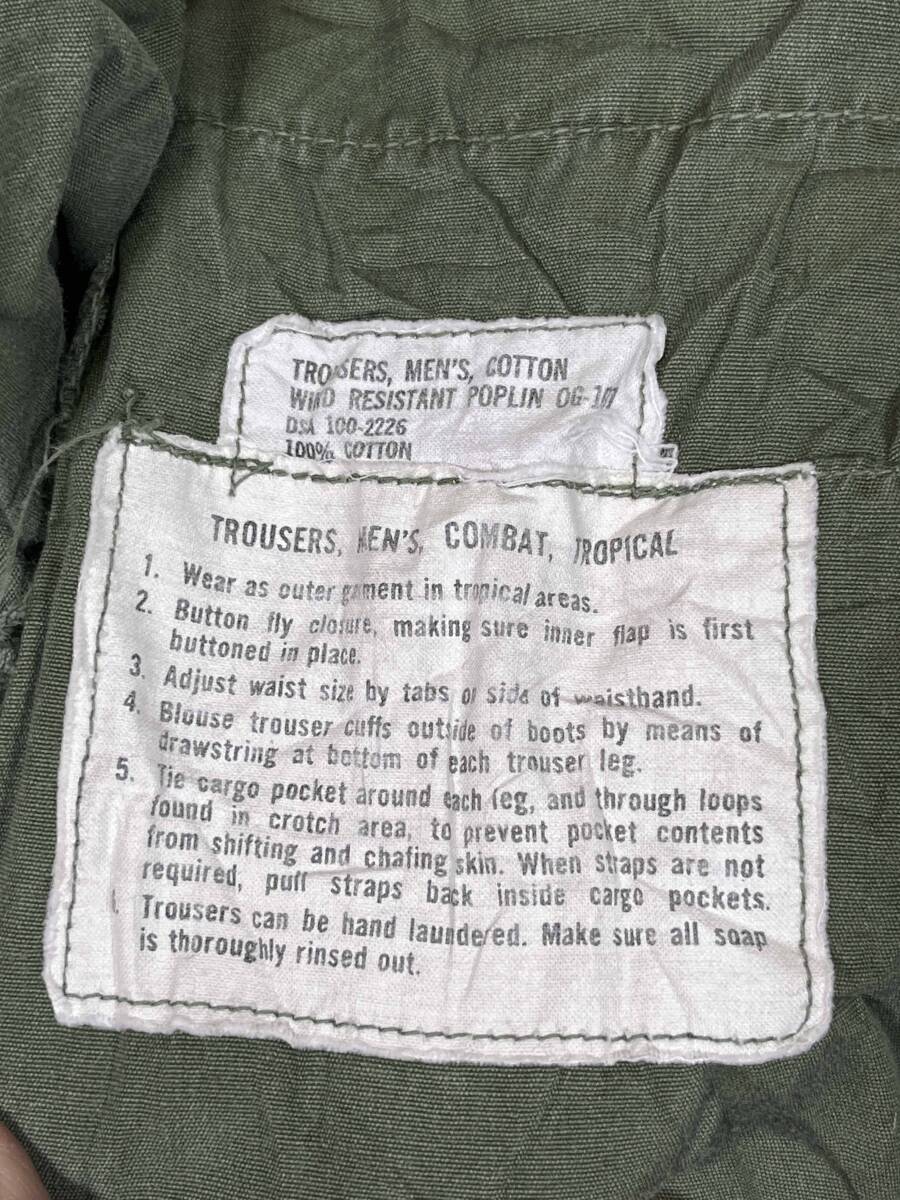 TROUSERS, MEN'S, COTTON
WIND RESISTANT POPLIN OG-107
DSA 100-2226
100% COTTON
TROUSERS, MEN'S, COMBAT, TROPICAL
1. Wear as outer garment in tropical areas.
2. Button fly closure, making sure inner flap is first
buttoned in place.
3. Adjust waist size by tabs of side of waisthand.
4. Blouse trouser cuffs outside of boots by means of
drawstring at bottom of each trouser leg.
5. Tie cargo pocket around each leg, and through loops
found in crotch area, to prevent pocket contents
from shifting and chafing skin. When straps are not
required, puff straps back inside cargo pockets.
Trousers can be hand laundered. Make sure all soap
is thoroughly rinsed out.